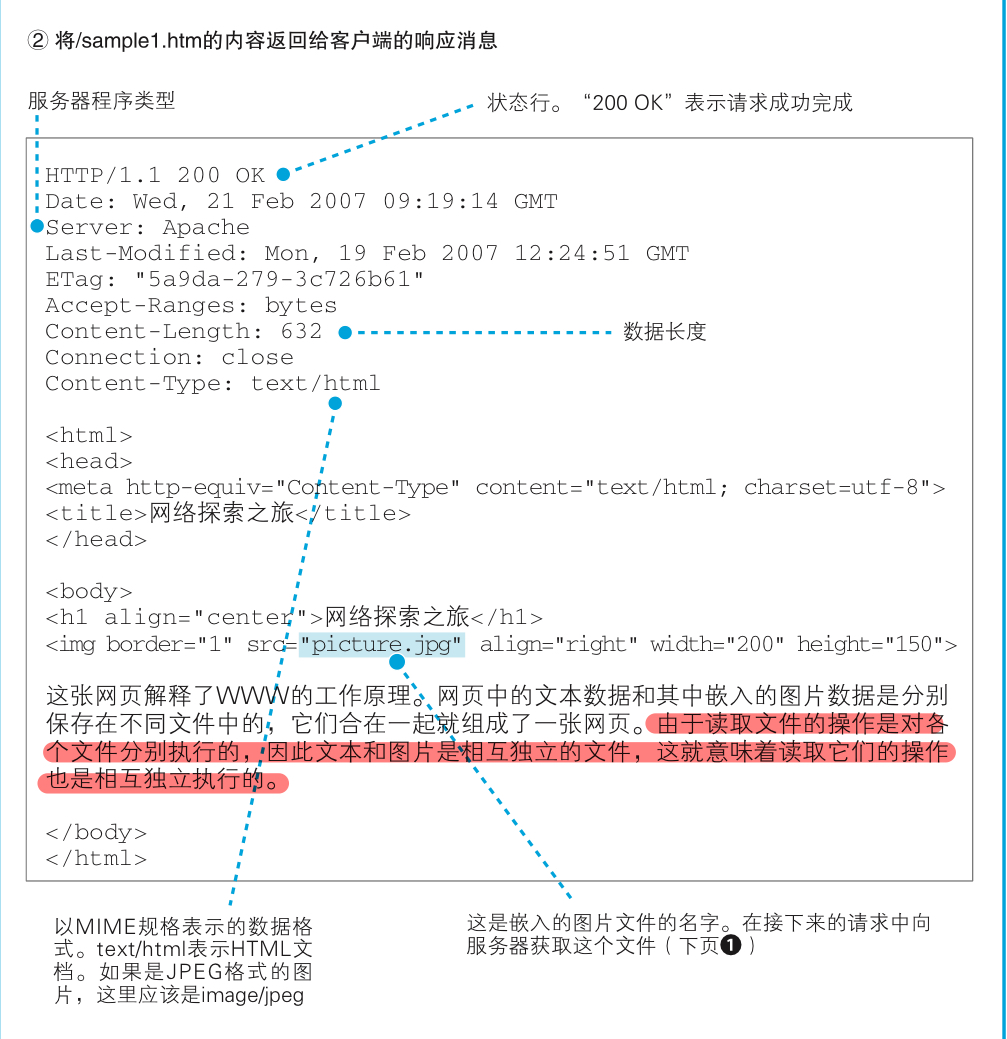 ② 将/sample1.htm的内容返回给客户端的响应消息
服务器程序类型
状态行。“200 OK”表示请求成功完成
HTTP/1.1 200 OK
Date: Wed, 21 Feb 2007 09:19:14 GMT
Server: Apache
Last-Modified: Mon, 19 Feb 2007 12:24:51 GMT
ETag: "5a9da-279-3c726b61"
Accept-Ranges: bytes
Content-Length: 632
数据长度
Connection: close
Content-Type: text/html
<html>
<head>
<meta http-equiv="Content-Type" content="text/html; charset=utf-8">
<title>网络探索之旅</title>
</head>
<body>
<h1 align="center">网络探索之旅</h1>
<img border="1" src="picture.jpg" align="right" width="200" height="150">
这张网页解释了WWW的工作原理。网页中的文本数据和其中嵌入的图片数据是分别
保存在不同文件中的，它们合在一起就组成了一张网页。由于读取文件的操作是对各
个文件分别执行的，因此文本和图片是相互独立的文件，这就意味着读取它们的操作
也是相互独立执行的。
</body>
</html>
以MIME规格表示的数据格
式。text/html表示HTML文
档。如果是JPEG格式的图
片，这里应该是image/jpeg
这是嵌入的图片文件的名字。在接下来的请求中向
服务器获取这个文件（下页❶）